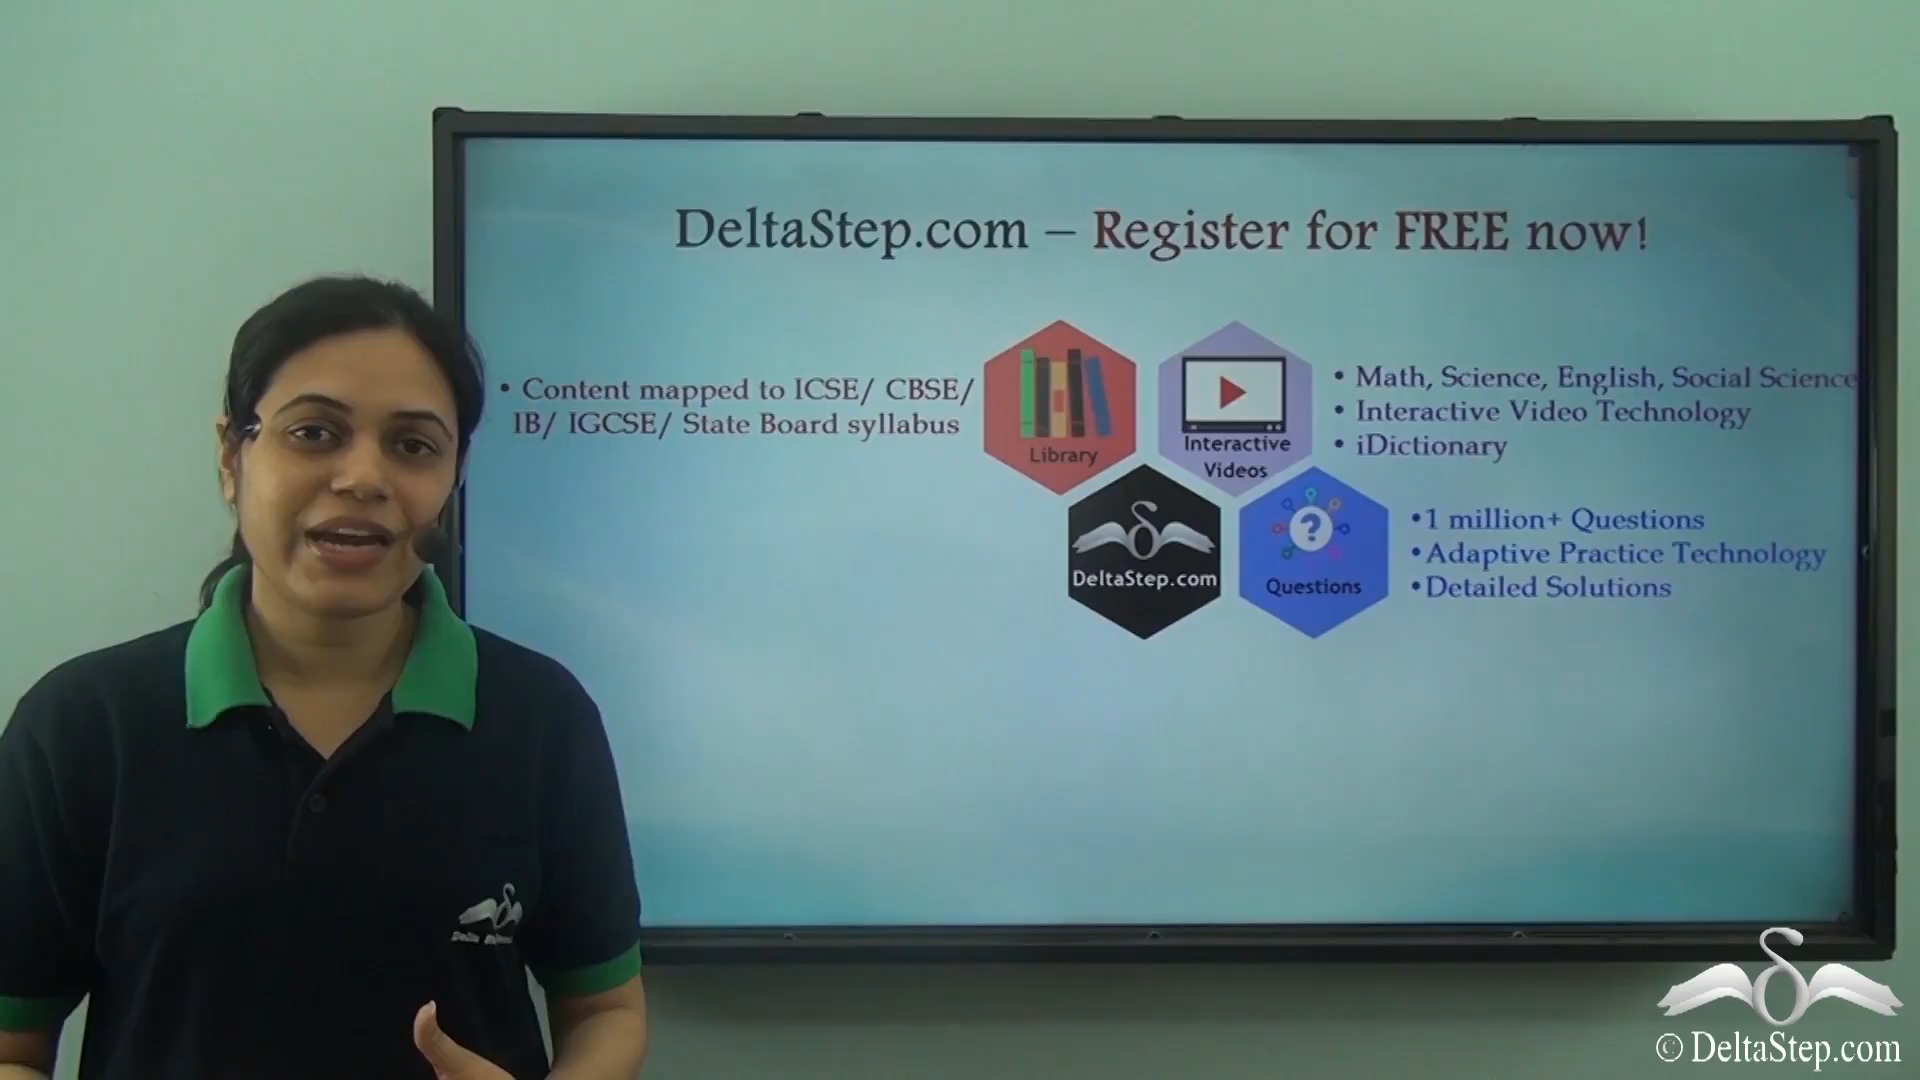 DeltaStep.com – Register for FREE now!
• Content mapped to ICSE/ CBSE/
IB/ IGCSE/ State Board syllabus
Library
Interactive
Videos
• Math, Science, English, Social Science
• Interactive Video Technology
• iDictionary
DeltaStep.com
Questions
•1 million+ Questions
•Adaptive Practice Technology
•Detailed Solutions
Delta
© DeltaStep.com